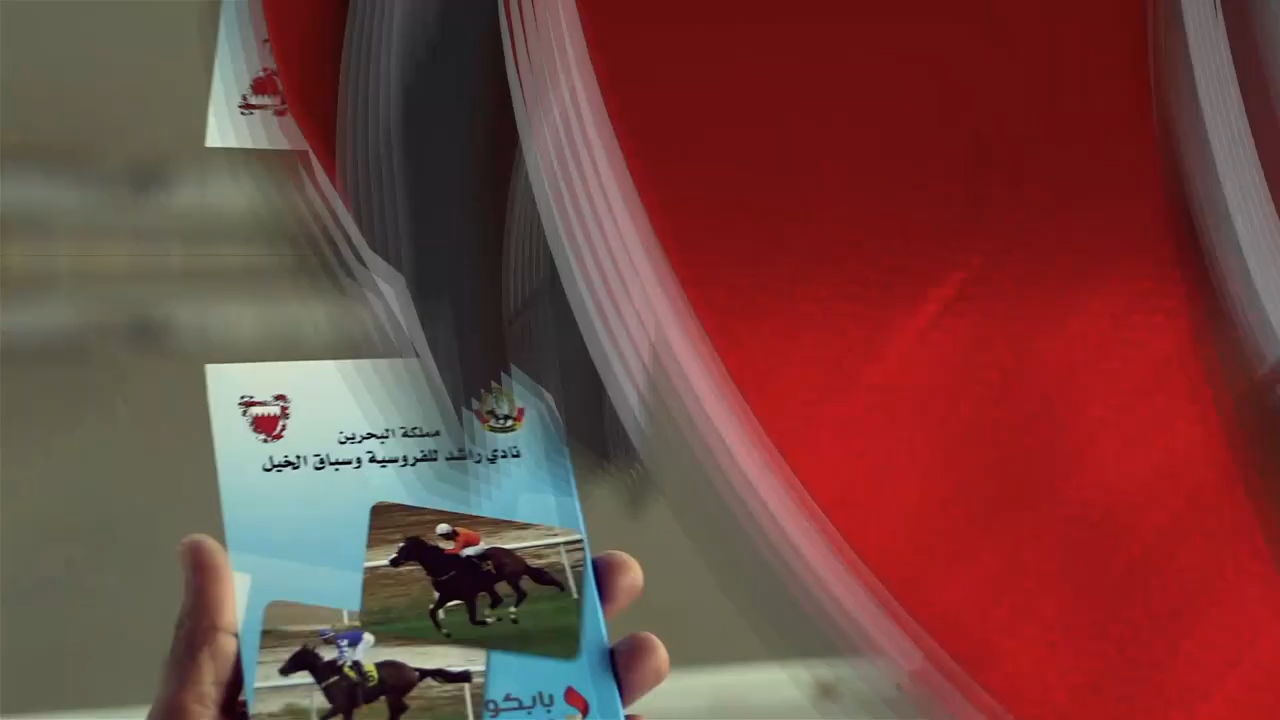 مملكة البحرين
نادي راشد للفروسية وسباق الخيل
بابكو